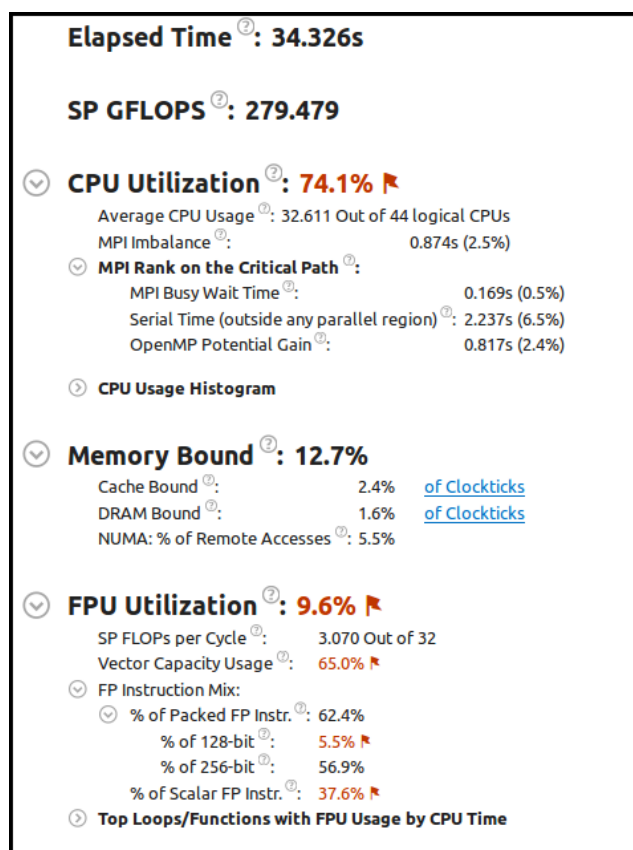 Elapsed Time ?: 34.326s
SP GFLOPS ?: 279.479
CPU Utilization ?: 74.1%
Average CPU Usage ?: 32.611 Out of 44 logical CPUs
MPI Imbalance ?: 0.874s (2.5%)
MPI Rank on the Critical Path ?:
MPI Busy Wait Time ?: 0.169s (0.5%)
Serial Time (outside any parallel region) ?: 2.237s (6.5%)
OpenMP Potential Gain ?: 0.817s (2.4%)
CPU Usage Histogram
Memory Bound ?: 12.7%
Cache Bound ?: 2.4% of Clockticks
DRAM Bound ?: 1.6% of Clockticks
NUMA: % of Remote Accesses ?: 5.5%
FPU Utilization ?: 9.6%
SP FLOPs per Cycle ?: 3.070 Out of 32
Vector Capacity Usage ?: 65.0%
FP Instruction Mix:
% of Packed FP Instr. ?: 62.4%
% of 128-bit ?: 5.5%
% of 256-bit ?: 56.9%
% of Scalar FP Instr. ?: 37.6%
Top Loops/Functions with FPU Usage by CPU Time